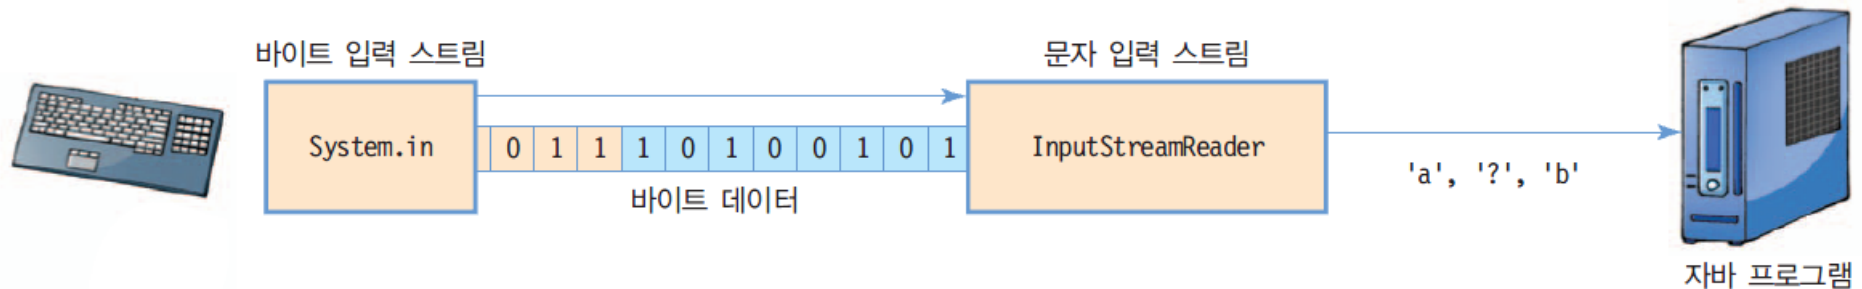 바이트 입력 스트림
문자 입력 스트림
System.in
0 1 1 1 0 1 0 0 1 0 1
InputStreamReader
'a', '?', 'b'
바이트 데이터
자바 프로그램